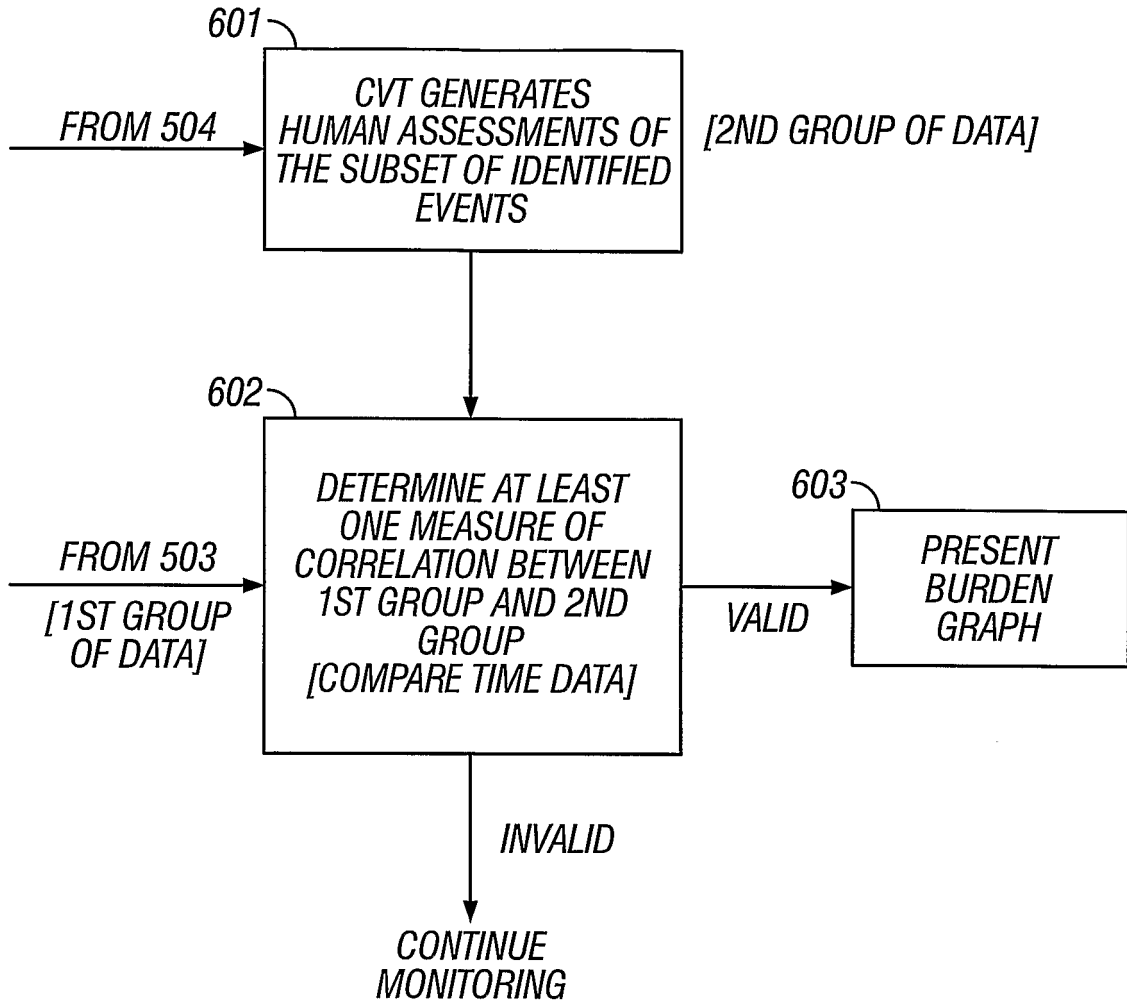 601
CVT GENERATES
HUMAN ASSESSMENTS OF
THE SUBSET OF IDENTIFIED
EVENTS
FROM 504
[2ND GROUP OF DATA]
602
DETERMINE AT LEAST
ONE MEASURE OF
CORRELATION BETWEEN
1ST GROUP AND 2ND
GROUP
[COMPARE TIME DATA]
FROM 503
[1ST GROUP
OF DATA]
VALID
603
PRESENT
BURDEN
GRAPH
INVALID
CONTINUE
MONITORING